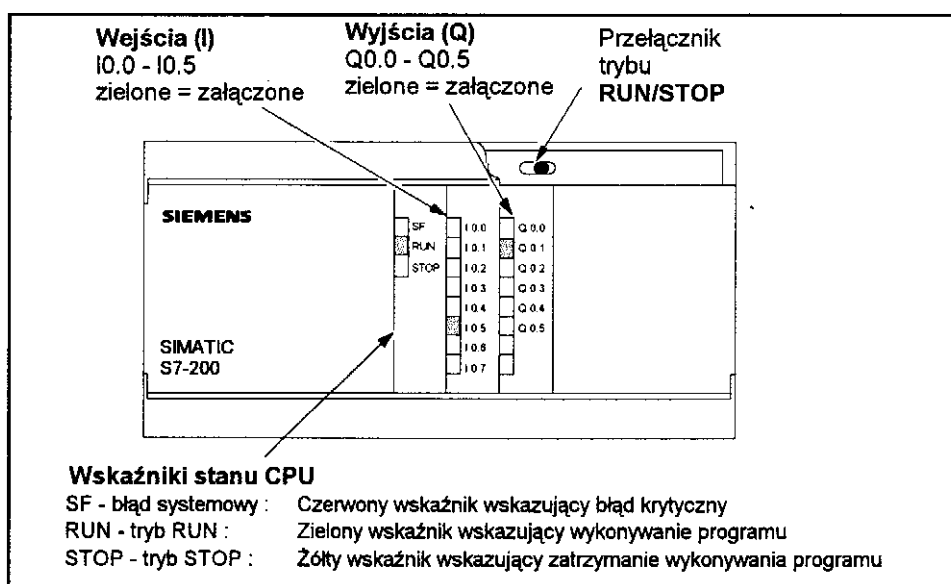 Wejścia (I)
I0.0 - I0.5
zielone = załączone
Wyjścia (Q)
Q0.0 - Q0.5
zielone = załączone
Przełącznik
trybu
RUN/STOP
SIEMENS
SF
RUN
STOP
I 0.0
I 0.1
I 0.2
I 0 3
I 0.4
I 0 5
I 0 6
I 0 7
Q 0.0
Q 0 1
Q 0 2
Q 0 3
Q 0.4
Q 0.5
SIMATIC
S7-200
Wskaźniki stanu CPU
SF - błąd systemowy : Czerwony wskaźnik wskazujący błąd krytyczny
RUN - tryb RUN : Zielony wskaźnik wskazujący wykonywanie programu
STOP - tryb STOP : Żółty wskaźnik wskazujący zatrzymanie wykonywania programu